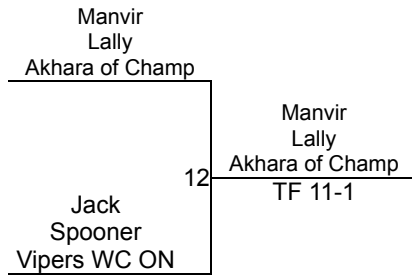 Manvir
Lally
Akhara of Champ
Manvir
Lally
Akhara of Champ
12
TF 11-1
Jack
Spooner
Vipers WC ON